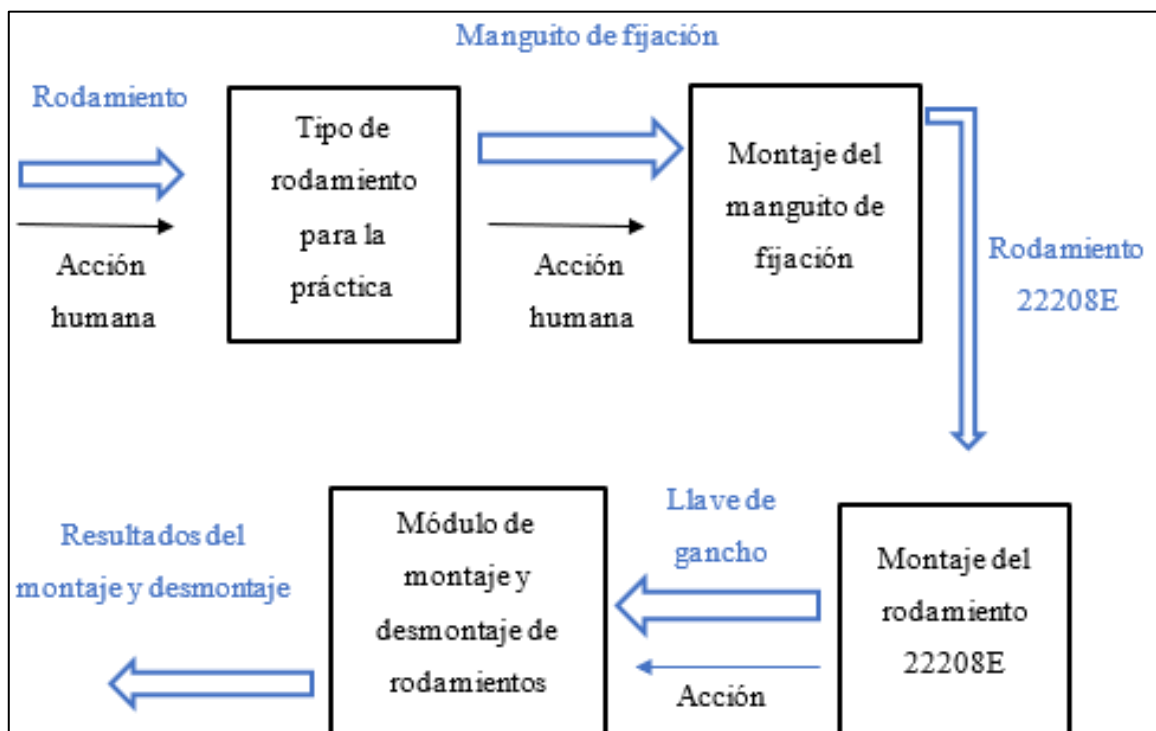 Manguito de fijación
Rodamiento
Tipo de
rodamiento
para la
práctica
Acción
humana
Acción
humana
Montaje del
manguito de
fijación
Rodamiento
22208E
Montaje del
rodamiento
22208E
Llave de
gancho
Acción
Módulo de
montaje y
desmontaje de
rodamientos
Resultados del
montaje y desmontaje